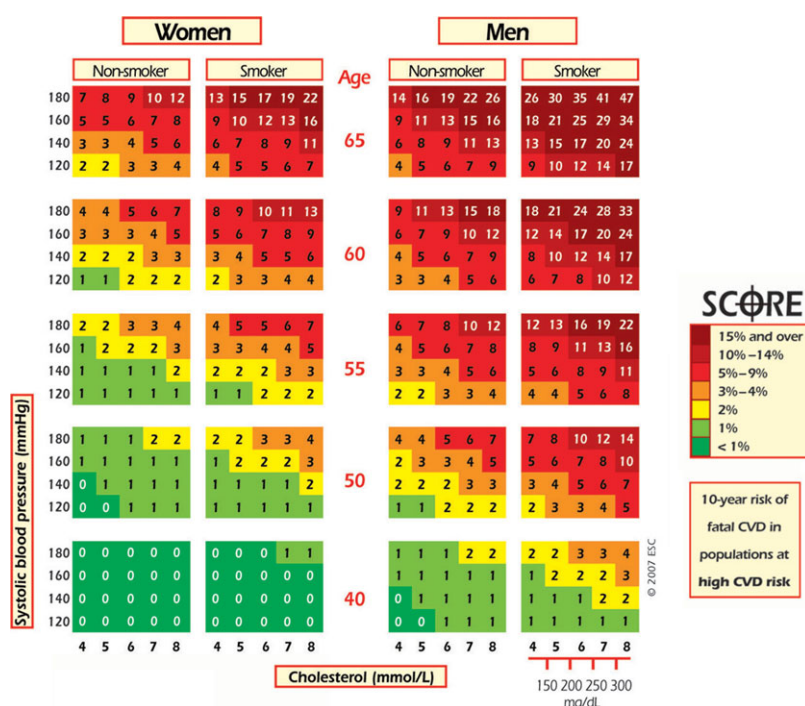 Women
Men
Non-smoker Smoker Age Non-smoker Smoker
180 7 8 9 10 12 13 15 17 19 22 14 16 19 22 26 26 30 35 41 47
160 5 5 6 7 8 9 10 12 13 16 9 11 13 15 16 18 21 25 29 34
65
140 3 3 4 5 6 6 7 8 9 11 6 8 9 11 13 13 15 17 20 24
120 2 2 3 3 4 4 5 5 6 7 4 5 6 7 9 9 10 12 14 17
180 4 4 5 6 7 8 9 10 11 13 9 11 13 15 18 18 21 24 28 33
160 3 3 3 4 5 5 6 7 8 9 6 7 9 10 12 12 14 17 20 24
60
140 2 2 2 3 3 3 4 5 5 6 4 5 6 7 9 8 10 12 14 17
120 1 1 2 2 2 2 3 3 4 4 3 3 4 5 6 6 7 8 10 12
180 2 2 3 3 4 4 5 5 6 7 6 7 8 10 12 12 13 16 19 22
160 1 2 2 2 3 3 3 4 4 5 4 5 6 7 8 8 9 11 13 16
55
140 1 1 1 1 2 2 2 2 3 3 3 3 4 5 6 5 6 8 9 11
120 1 1 1 1 1 1 1 2 2 2 2 2 3 3 4 4 4 5 6 8
180 1 1 1 2 2 2 2 3 3 4 4 4 5 6 7 7 8 10 12 14
160 1 1 1 1 1 1 2 2 2 3 2 3 3 4 5 5 6 7 8 10
50
140 0 1 1 1 1 1 1 1 1 2 2 2 2 3 3 3 4 5 6 7
120 0 0 1 1 1 1 1 1 1 1 1 1 2 2 2 2 3 3 4 5
180 0 0 0 0 0 0 0 0 1 1 1 1 1 2 2 2 2 3 3 4
160 0 0 0 0 0 0 0 0 0 0 1 1 1 1 1 1 2 2 2 3
40
140 0 0 0 0 0 0 0 0 0 0 0 1 1 1 1 1 1 1 2 2
120 0 0 0 0 0 0 0 0 0 0 0 0 1 1 1 1 1 1 1 1
4 5 6 7 8 4 5 6 7 8 4 5 6 7 8 4 5 6 7 8
Systolic blood pressure (mmHg)
Cholesterol (mmol/L)
150 200 250 300
mg/dL
© 2007 ESC
SCORE
15% and over
10%–14%
5%–9%
3%–4%
2%
1%
< 1%
10-year risk of
fatal CVD in
populations at
high CVD risk